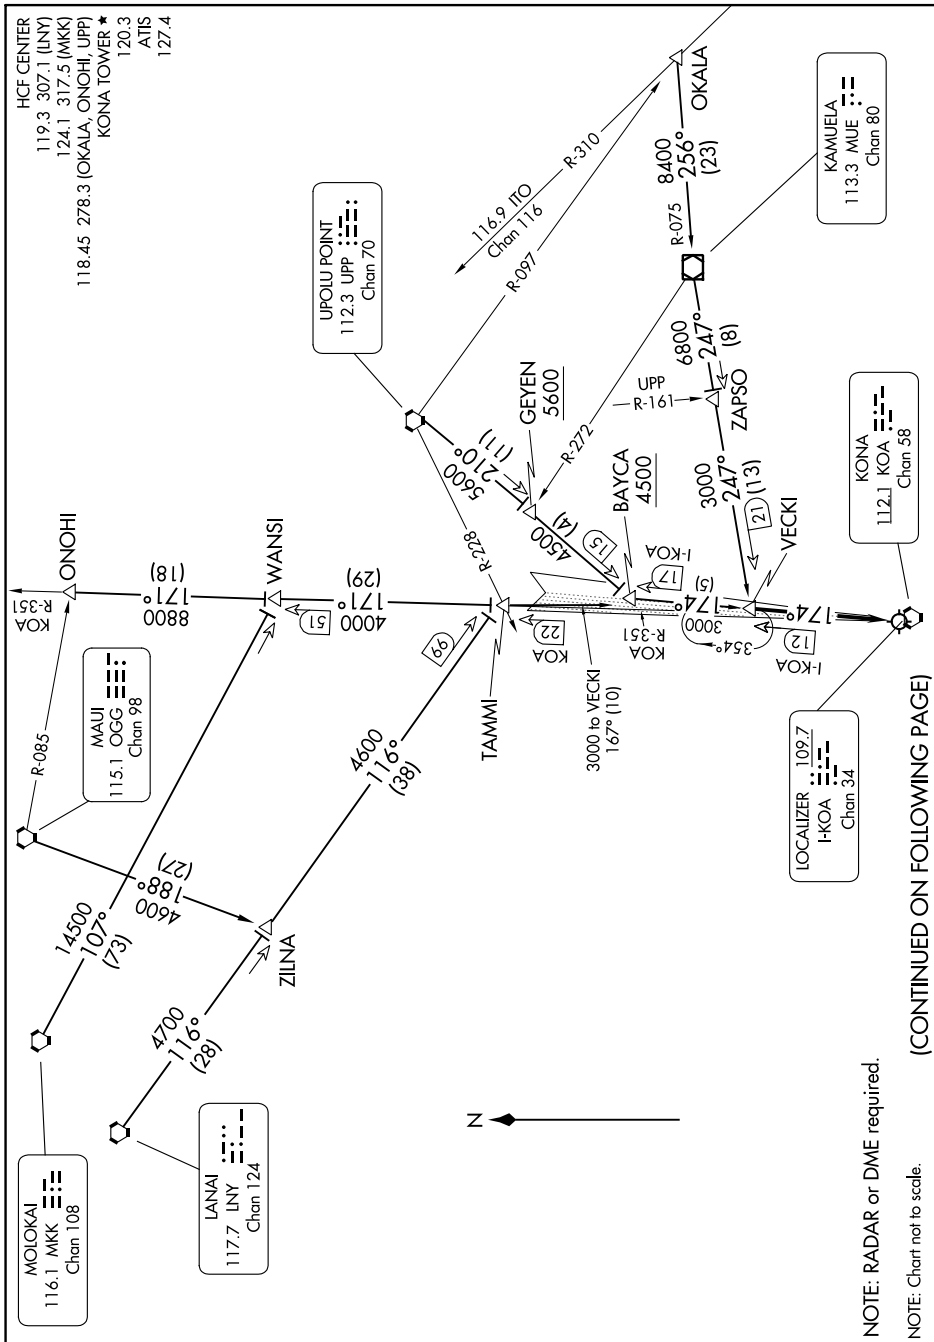 HCF CENTER
119.3 307.1 (LNY)
124.1 317.5 (MKK)
118.45 278.3 (OKALA, ONOHI, UPP)
KONA TOWER ★
120.3
ATIS
127.4
MOLOKAI
116.1 MKK
Chan 108
LANAI
117.7 LNY
Chan 124
MAUI
115.1 OGG
Chan 98
UPOLU POINT
112.3 UPP
Chan 70
KAMUELA
113.3 MUE
Chan 80
KONA
112.1 KOA
Chan 58
LOCALIZER 109.7
I-KOA
Chan 34
14500
107°
(73)
4700
116°
(28)
4600
188°
(27)
ZILNA
4600
116°
(38)
66
R-085
KOA
R-351
ONOHI
8800
171°
(18)
WANSI
51
4000
171°
(29)
TAMMI
22
KOA
R-228
3000 to VECKI
167° (10)
5600
210°
(11)
GEYEN
5600
4500
(4)
15
BAYCA
4500
17
I-KOA
KOA
R-351
174°
(5)
3000
354°
VECKI
21
12
I-KOA
174°
116.9 ITO
Chan 116
R-310
R-097
R-272
OKALA
8400
256°
(23)
R-075
6800
247°
(8)
UPP
R-161
ZAPSO
3000
247°
(13)
N
NOTE: RADAR or DME required.
NOTE: Chart not to scale.
(CONTINUED ON FOLLOWING PAGE)